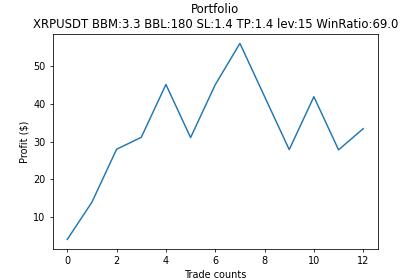 Portfolio
XRPUSDT BBM:3.3 BBL:180 SL:1.4 TP:1.4 lev:15 WinRatio:69.0
Profit ($)
50
40
30
20
10
0 2 4 6 8 10 12
Trade counts